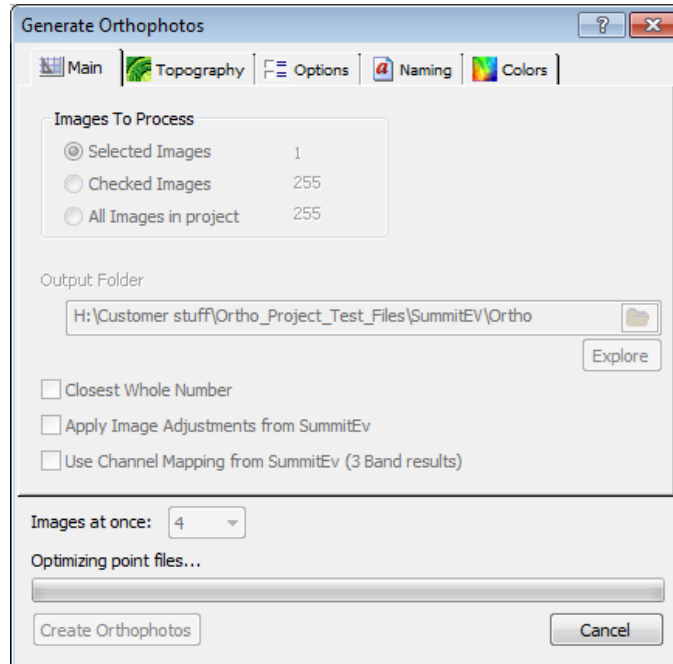 Generate Orthophotos
Main Topography Options Naming Colors
Images To Process
Selected Images 1
Checked Images 255
All Images in project 255
Output Folder
H:\Customer stuff\Ortho_Project_Test_Files\SummitEV\Ortho
Explore
Closest Whole Number
Apply Image Adjustments from SummitEv
Use Channel Mapping from SummitEv (3 Band results)
Images at once: 4
Optimizing point files...
Create Orthophotos Cancel